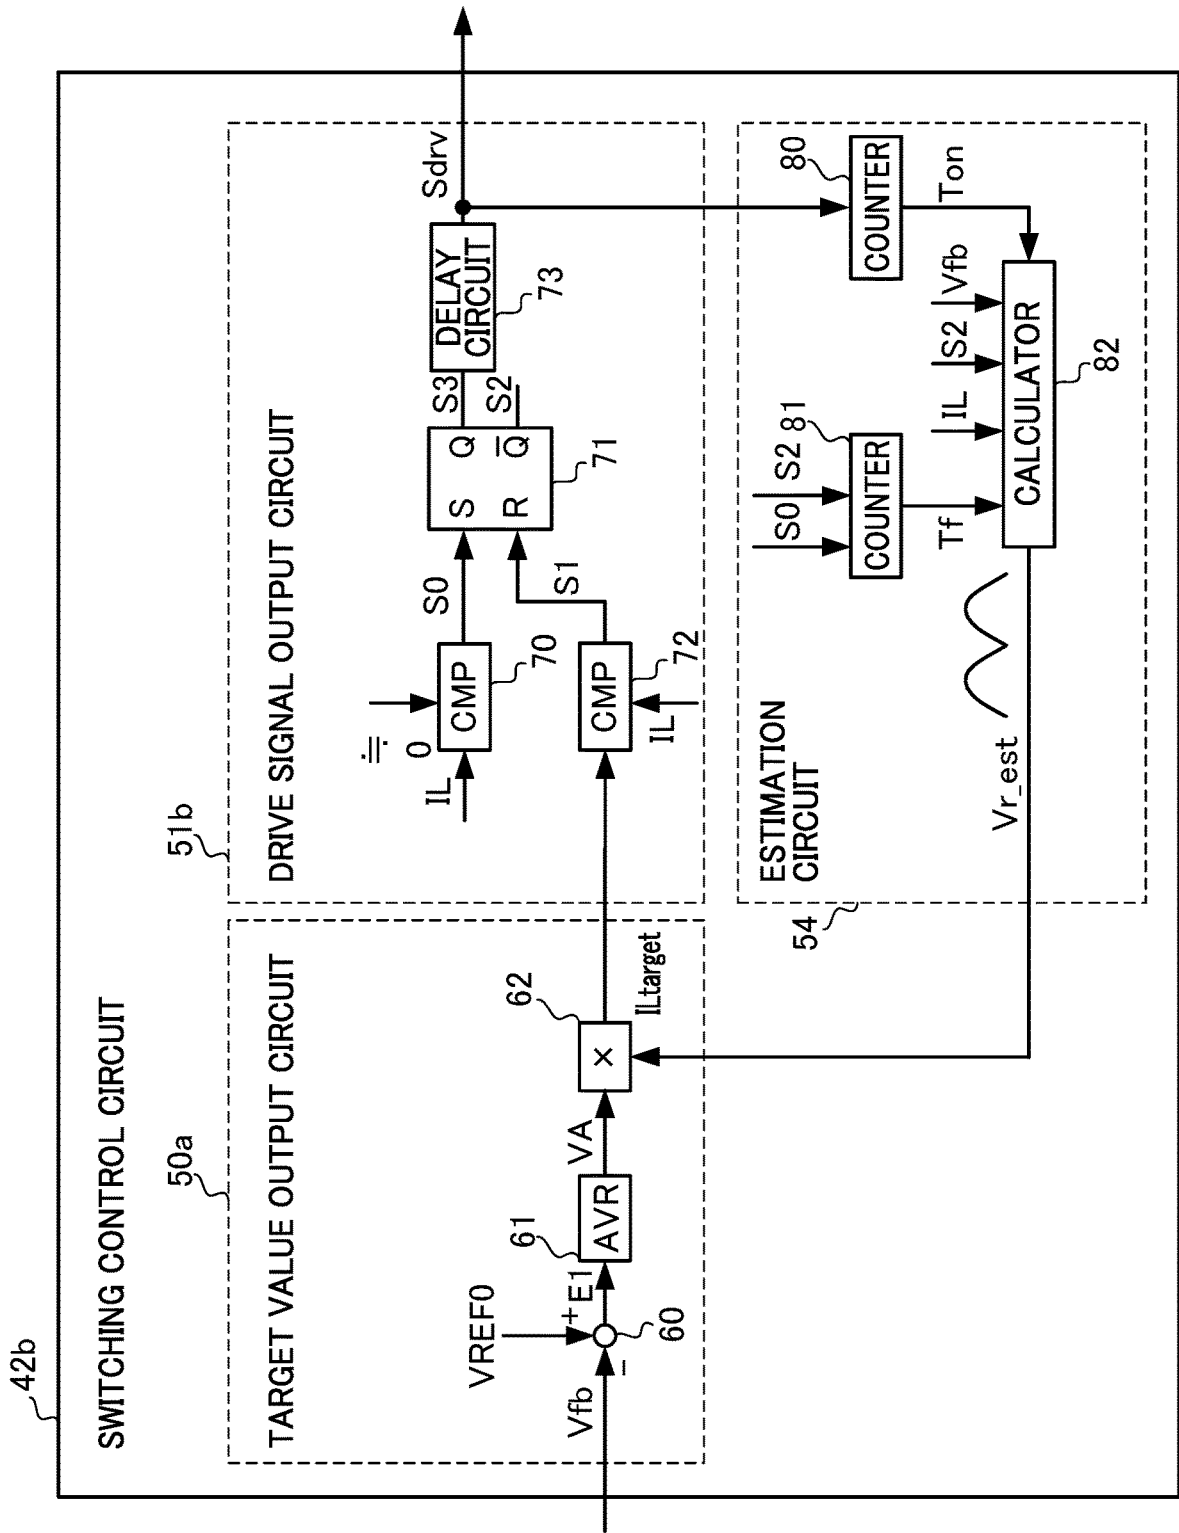 42b
SWITCHING CONTROL CIRCUIT
50a
TARGET VALUE OUTPUT CIRCUIT
VREF0
Vfb
+
−
60
E1
61
AVR
VA
62
×
ILtarget
51b
DRIVE SIGNAL OUTPUT CIRCUIT
≒
0
IL
CMP
70
S0
CMP
72
IL
S1
S
Q
R
Q̅
71
S3
S2
DELAY
CIRCUIT
73
Sdrv
54
ESTIMATION
CIRCUIT
Vr_est
S0
S2
81
COUNTER
Tf
IL
S2
Vfb
80
COUNTER
Ton
CALCULATOR
82